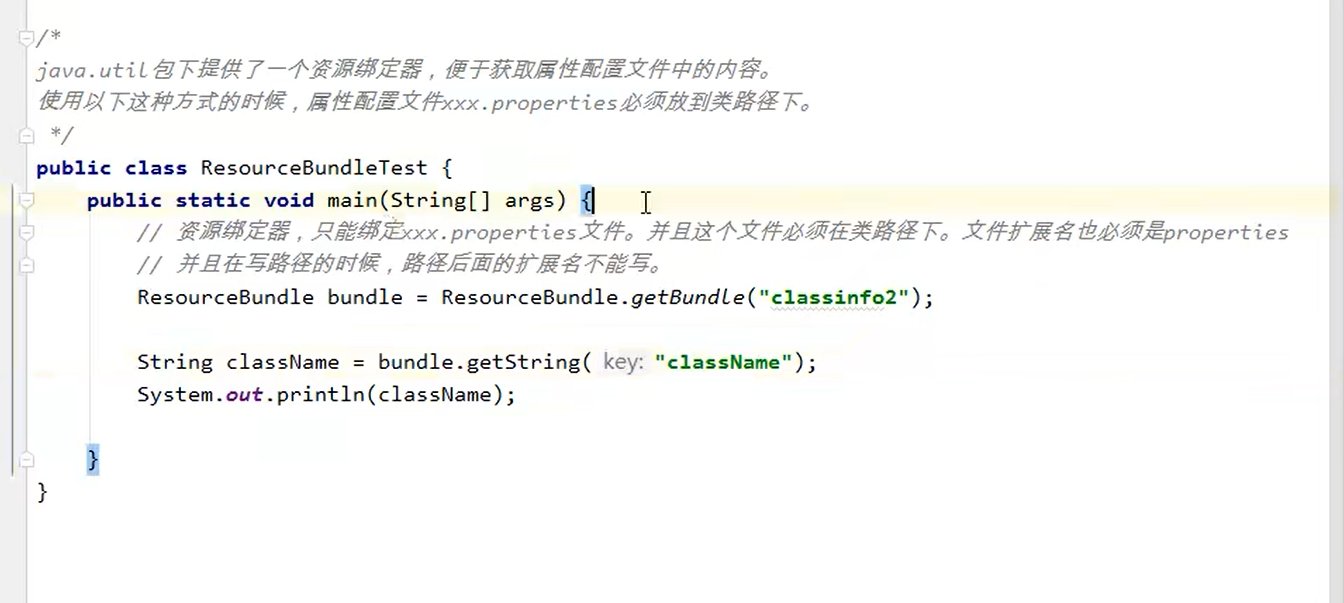 /*
java.util包下提供了一个资源绑定器，便于获取属性配置文件中的内容。
使用以下这种方式的时候，属性配置文件xxx.properties必须放到类路径下。
*/
public class ResourceBundleTest {
public static void main(String[] args) {
// 资源绑定器，只能绑定xxx.properties文件。并且这个文件必须在类路径下。文件扩展名也必须是properties
// 并且在写路径的时候，路径后面的扩展名不能写。
ResourceBundle bundle = ResourceBundle.getBundle("classinfo2");
String className = bundle.getString( key: "className");
System.out.println(className);
}
}